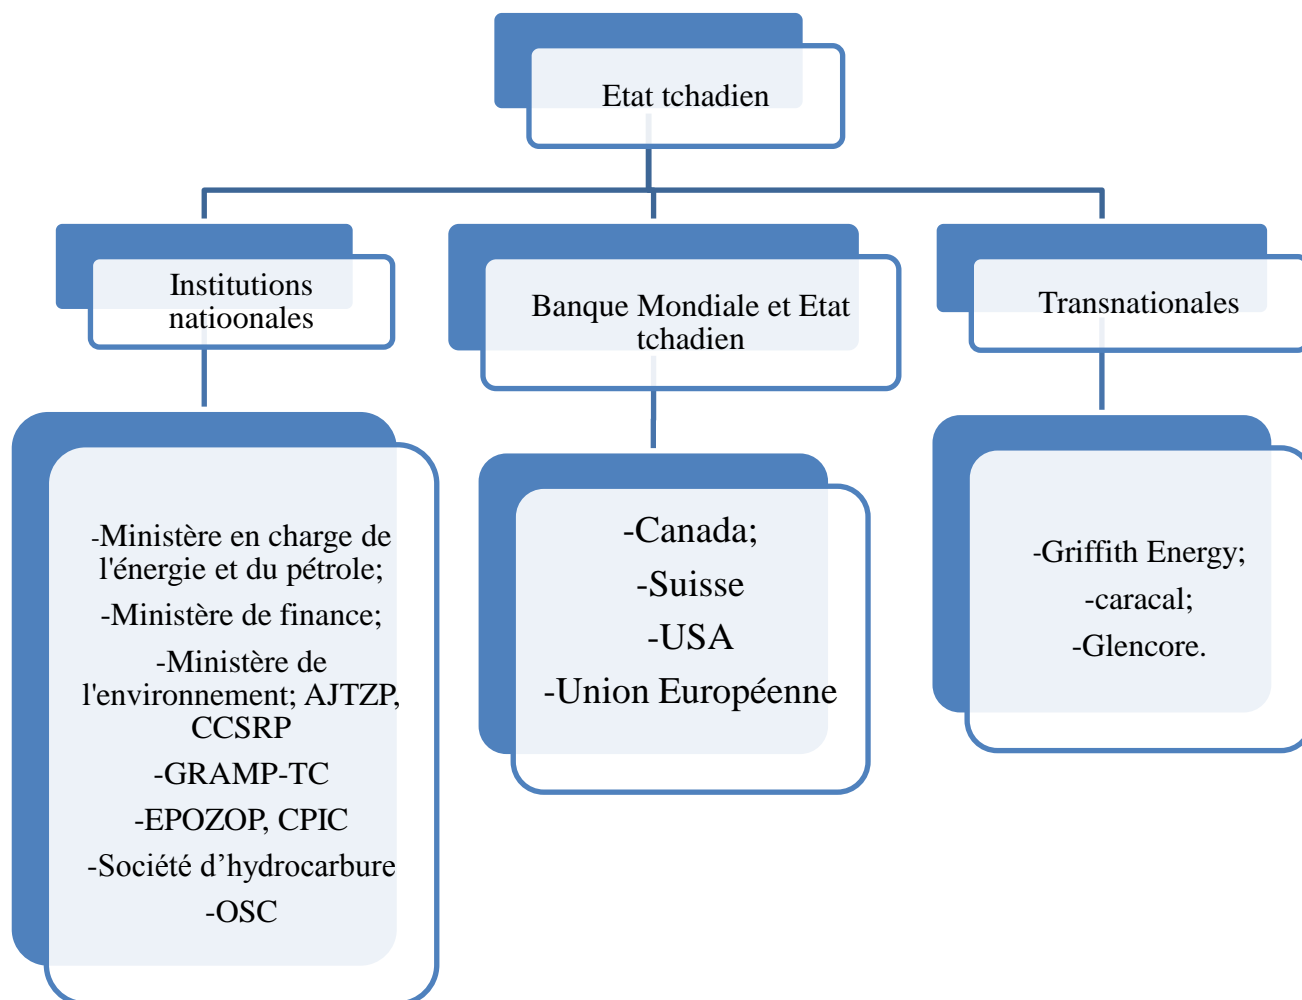 Etat tchadien
Institutions
natioonales
Banque Mondiale et Etat
tchadien
Transnationales
-Ministère en charge de
l'énergie et du pétrole;
-Ministère de finance;
-Ministère de
l'environnement; AJTZP,
CCSRP
-GRAMP-TC
-EPOZOP, CPIC
-Société d’hydrocarbure
-OSC
-Canada;
-Suisse
-USA
-Union Européenne
-Griffith Energy;
-caracal;
-Glencore.